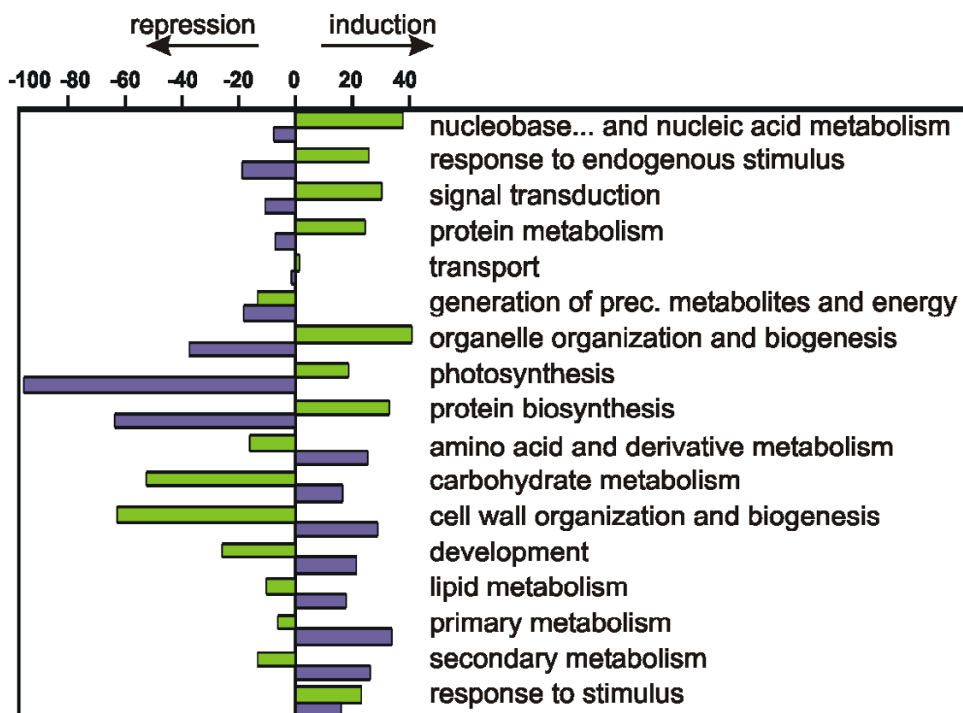 repression induction
-100 -80 -60 -40 -20 0 20 40
nucleobase... and nucleic acid metabolism
response to endogenous stimulus
signal transduction
protein metabolism
transport
generation of prec. metabolites and energy
organelle organization and biogenesis
photosynthesis
protein biosynthesis
amino acid and derivative metabolism
carbohydrate metabolism
cell wall organization and biogenesis
development
lipid metabolism
primary metabolism
secondary metabolism
response to stimulus